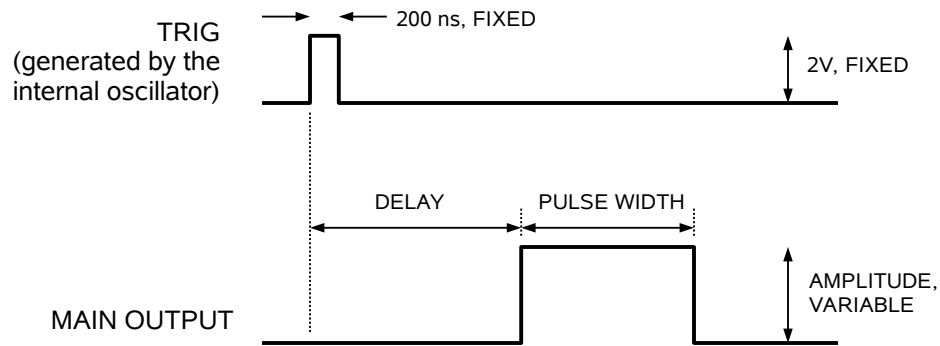 200 ns, FIXED
TRIG
(generated by the
internal oscillator)
2V, FIXED
DELAY
PULSE WIDTH
AMPLITUDE,
VARIABLE
MAIN OUTPUT